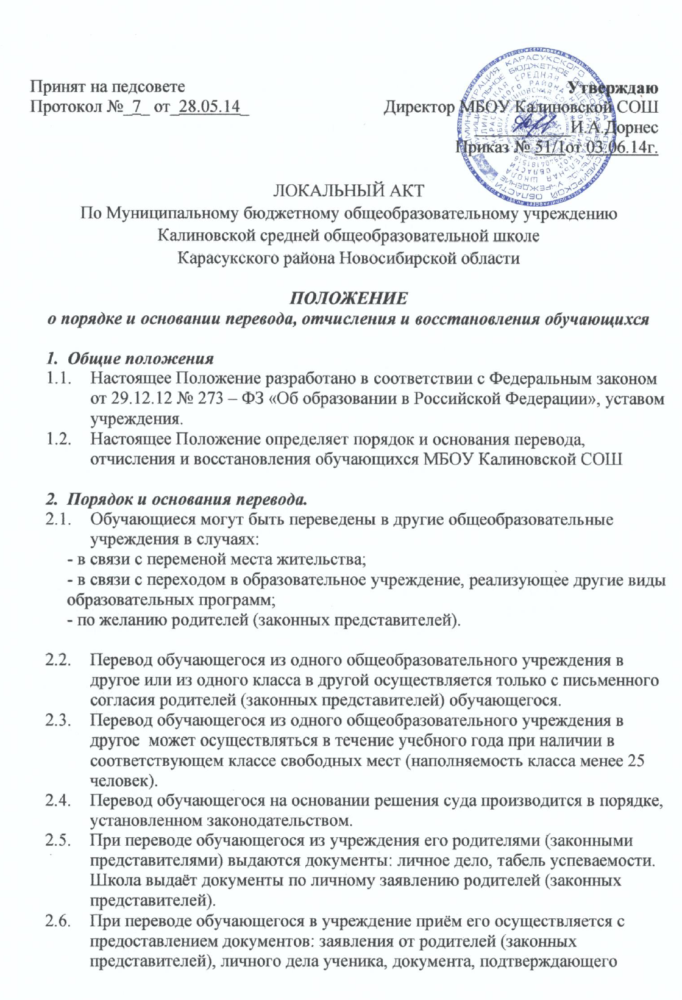 Принят на педсовете
Утверждаю
Протокол №_7_ от_28.05.14_
Директор МБОУ Калиновской СОШ
И.А.Дорнес
Приказ № 51/1от 03.06.14г.
ЛОКАЛЬНЫЙ АКТ
По Муниципальному бюджетному общеобразовательному учреждению
Калиновской средней общеобразовательной школе
Карасукского района Новосибирской области
ПОЛОЖЕНИЕ
о порядке и основании перевода, отчисления и восстановления обучающихся
1. Общие положения
1.1. Настоящее Положение разработано в соответствии с Федеральным законом
от 29.12.12 № 273 – ФЗ «Об образовании в Российской Федерации», уставом
учреждения.
1.2. Настоящее Положение определяет порядок и основания перевода,
отчисления и восстановления обучающихся МБОУ Калиновской СОШ
2. Порядок и основания перевода.
2.1. Обучающиеся могут быть переведены в другие общеобразовательные
учреждения в случаях:
- в связи с переменой места жительства;
- в связи с переходом в образовательное учреждение, реализующее другие виды
образовательных программ;
- по желанию родителей (законных представителей).
2.2. Перевод обучающегося из одного общеобразовательного учреждения в
другое или из одного класса в другой осуществляется только с письменного
согласия родителей (законных представителей) обучающегося.
2.3. Перевод обучающегося из одного общеобразовательного учреждения в
другое может осуществляться в течение учебного года при наличии в
соответствующем классе свободных мест (наполняемость класса менее 25
человек).
2.4. Перевод обучающегося на основании решения суда производится в порядке,
установленном законодательством.
2.5. При переводе обучающегося из учреждения его родителями (законными
представителями) выдаются документы: личное дело, табель успеваемости.
Школа выдаёт документы по личному заявлению родителей (законных
представителей).
2.6. При переводе обучающегося в учреждение приём его осуществляется с
предоставлением документов: заявления от родителей (законных
представителей), личного дела ученика, документа, подтверждающего